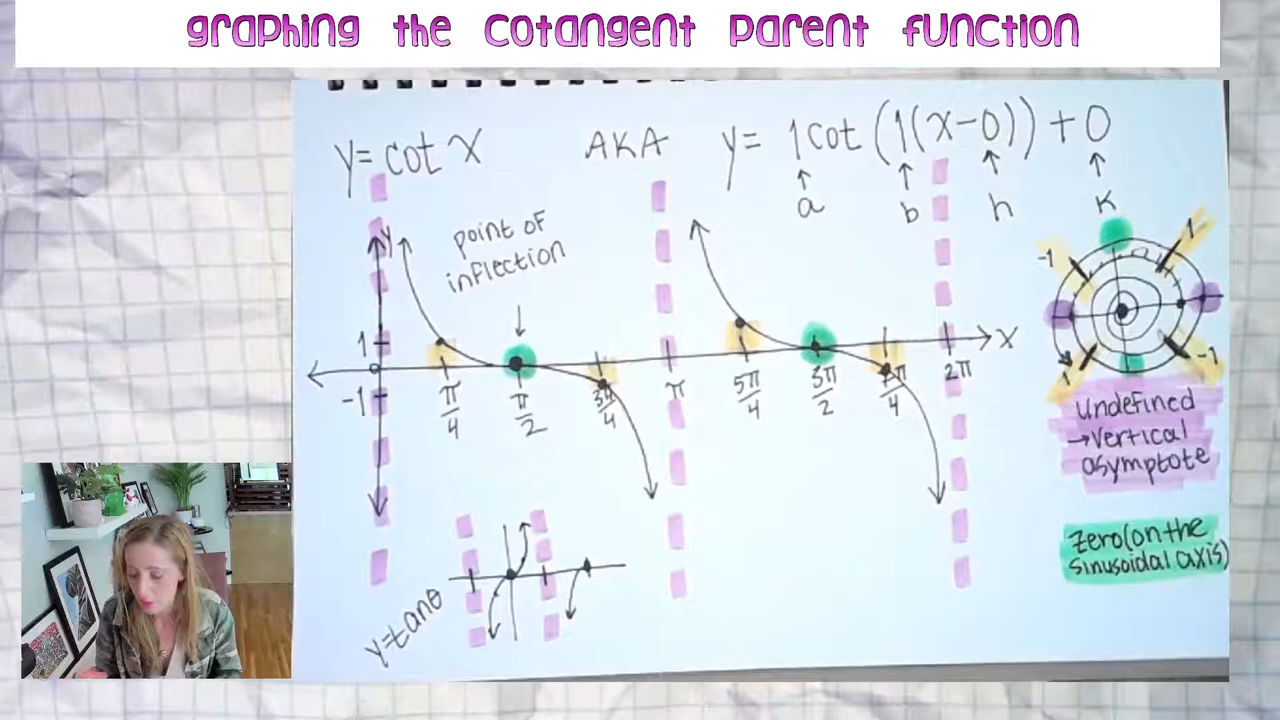 graphing the cotangent parent function
y = cot x AKA y = 1cot (1(x-0)) + 0
a b h k
y
point of
inflection
-1 1
1
x
-1
π/4 π/2 3π/4 π 5π/4 3π/2 7π/4 2π
1 -1
undefined
→vertical
asymptote
zero(on the
sinusoidal axis)
y=tanθ